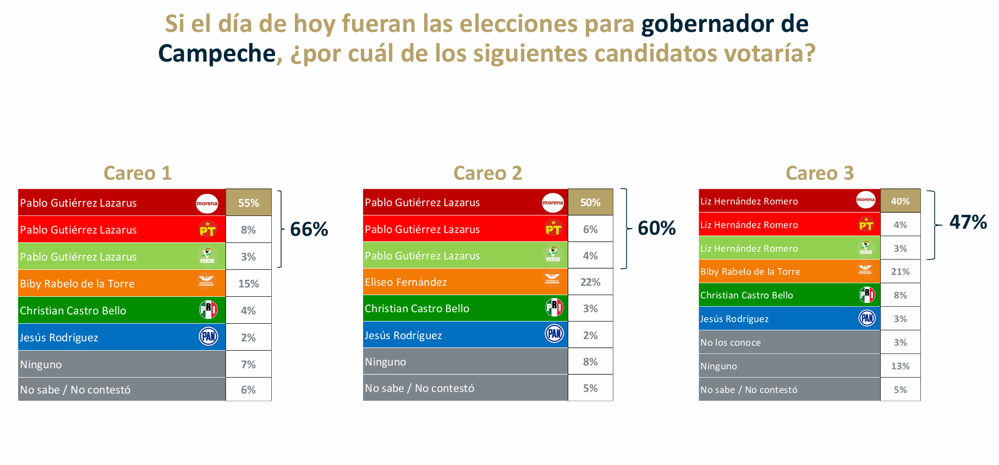 Si el día de hoy fueran las elecciones para gobernador de
Campeche, ¿por cuál de los siguientes candidatos votaría?
Careo 1
Pablo Gutiérrez Lazarus morena 55%
Pablo Gutiérrez Lazarus PT 8%
Pablo Gutiérrez Lazarus VERDE 3%
66%
Biby Rabelo de la Torre MOVIMIENTO CIUDADANO 15%
Christian Castro Bello PRI 4%
Jesús Rodríguez PAN 2%
Ninguno 7%
No sabe / No contestó 6%
Careo 2
Pablo Gutiérrez Lazarus morena 50%
Pablo Gutiérrez Lazarus PT 6%
Pablo Gutiérrez Lazarus VERDE 4%
60%
Eliseo Fernández MOVIMIENTO CIUDADANO 22%
Christian Castro Bello PRI 3%
Jesús Rodríguez PAN 2%
Ninguno 8%
No sabe / No contestó 5%
Careo 3
Liz Hernández Romero morena 40%
Liz Hernández Romero PT 4%
Liz Hernández Romero VERDE 3%
47%
Biby Rabelo de la Torre MOVIMIENTO CIUDADANO 21%
Christian Castro Bello PRI 8%
Jesús Rodríguez PAN 3%
No los conoce 3%
Ninguno 13%
No sabe / No contestó 5%